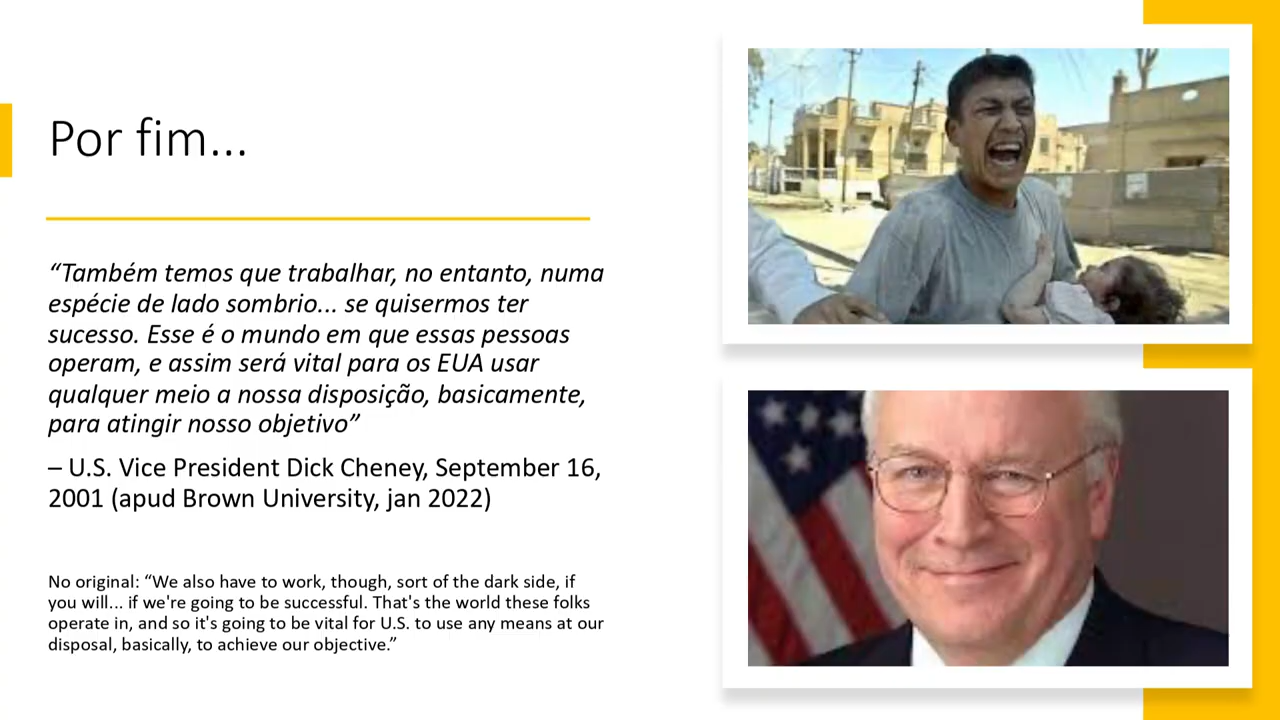 Por fim...
“Também temos que trabalhar, no entanto, numa
espécie de lado sombrio... se quisermos ter
sucesso. Esse é o mundo em que essas pessoas
operam, e assim será vital para os EUA usar
qualquer meio a nossa disposição, basicamente,
para atingir nosso objetivo”
– U.S. Vice President Dick Cheney, September 16,
2001 (apud Brown University, jan 2022)
No original: “We also have to work, though, sort of the dark side, if
you will... if we're going to be successful. That's the world these folks
operate in, and so it's going to be vital for U.S. to use any means at our
disposal, basically, to achieve our objective.”